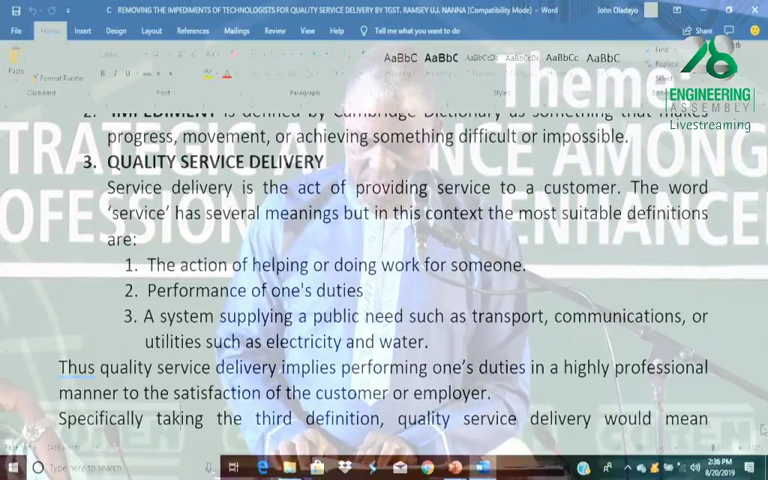 C REMOVING THE IMPEDIMENTS OF TECHNOLOGISTS FOR QUALITY SERVICE DELIVERY BY TGST. RAMSEY U.J. NANNA [Compatibility Mode] - Word
John Oladayo
File Home Insert Design Layout References Mailings Review View Help Tell me what you want to do
Share
Paste
Format Painter
Clipboard Font Paragraph
AaBbC AaBbC AaBbCc AaBbC
Find
Replace
Select
ENGINEERING
ASSEMBLY
Livestreaming
Theme
STRATEGIC AMONG
ENHANCE
2. IMPEDIMENT is defined by Cambridge Dictionary as something that makes
progress, movement, or achieving something difficult or impossible.
3. QUALITY SERVICE DELIVERY
Service delivery is the act of providing service to a customer. The word
‘service’ has several meanings but in this context the most suitable definitions
are:
1. The action of helping or doing work for someone.
2. Performance of one's duties
3. A system supplying a public need such as transport, communications, or
utilities such as electricity and water.
Thus quality service delivery implies performing one’s duties in a highly professional
manner to the satisfaction of the customer or employer.
Specifically taking the third definition, quality service delivery would mean
Type here to search
2:36 PM
8/20/2019